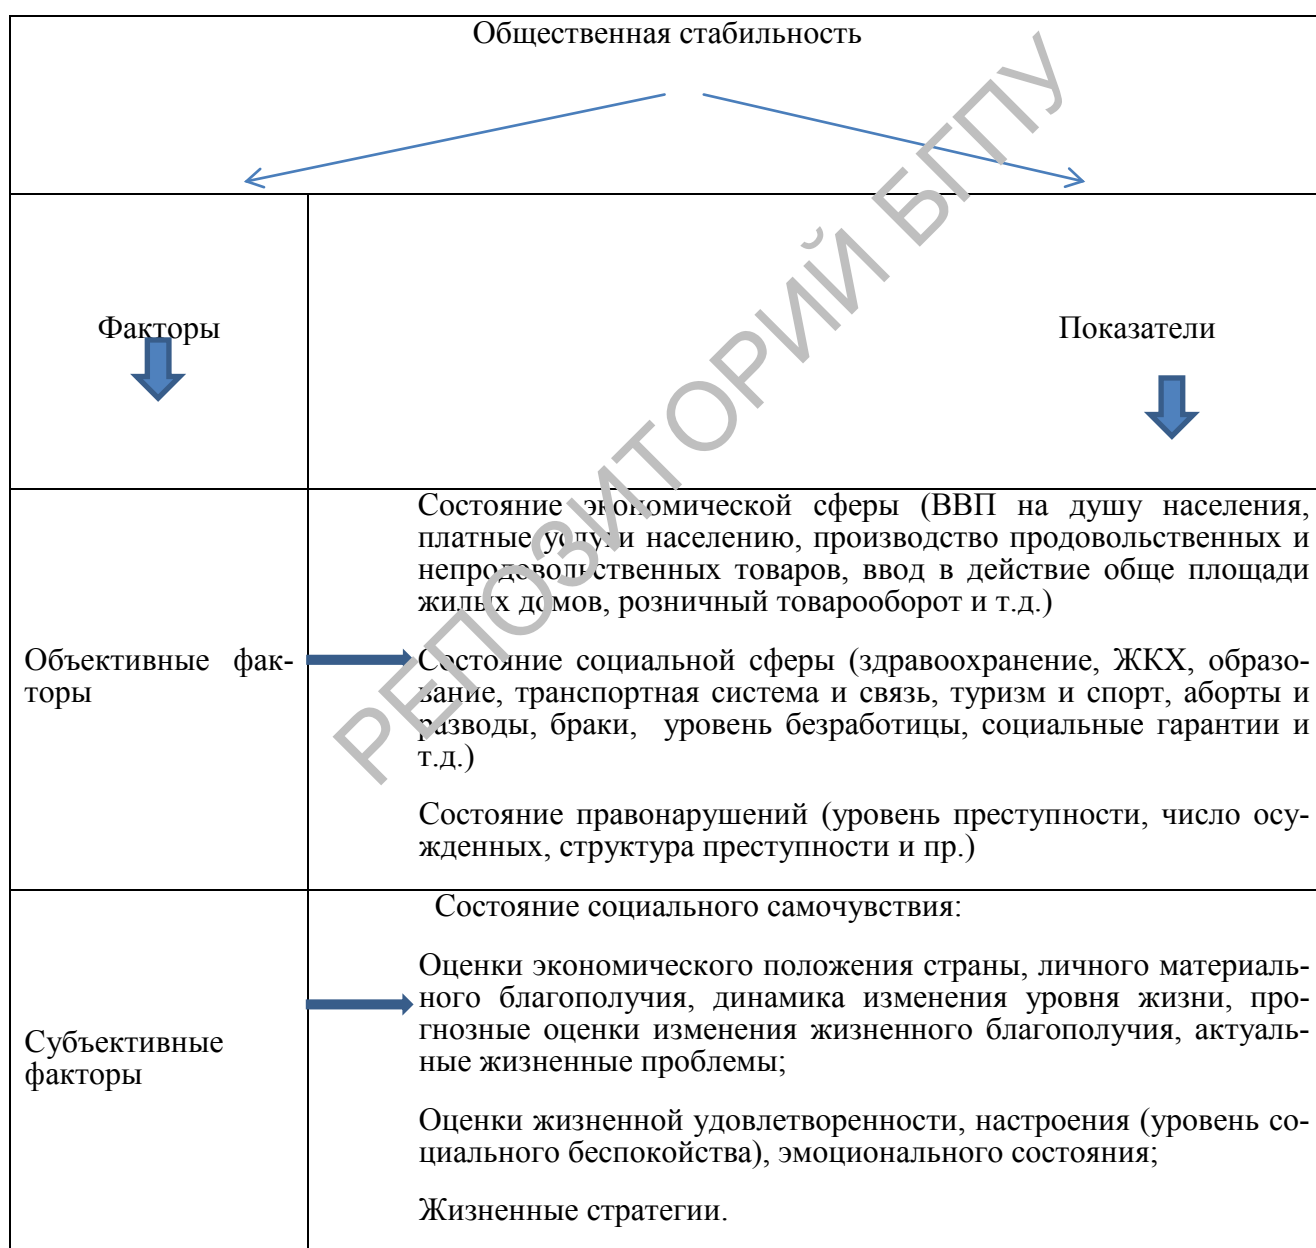 Общественная стабильность
Факторы
Показатели
Объективные фак-
торы
Состояние экономической сферы (ВВП на душу населения,
платные услуги населению, производство продовольственных и
непродовольственных товаров, ввод в действие обще площади
жилых домов, розничный товарооборот и т.д.)
Состояние социальной сферы (здравоохранение, ЖКХ, образо-
вание, транспортная система и связь, туризм и спорт, аборты и
разводы, браки, уровень безработицы, социальные гарантии и
т.д.)
Состояние правонарушений (уровень преступности, число осу-
жденных, структура преступности и пр.)
Субъективные
факторы
Состояние социального самочувствия:
Оценки экономического положения страны, личного материаль-
ного благополучия, динамика изменения уровня жизни, про-
гнозные оценки изменения жизненного благополучия, актуаль-
ные жизненные проблемы;
Оценки жизненной удовлетворенности, настроения (уровень со-
циального беспокойства), эмоционального состояния;
Жизненные стратегии.
РЕПОЗИТОРИЙ БГПУ